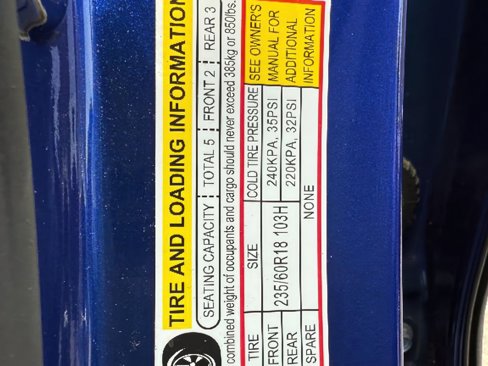 TIRE AND LOADING INFORMATION
SEATING CAPACITY TOTAL 5 FRONT 2 REAR 3
combined weight of occupants and cargo should never exceed 385kg or 850lbs.
TIRE SIZE COLD TIRE PRESSURE SEE OWNER'S
FRONT 235/60R18 103H 240KPA, 35PSI MANUAL FOR
REAR 220KPA, 32PSI ADDITIONAL
SPARE NONE INFORMATION